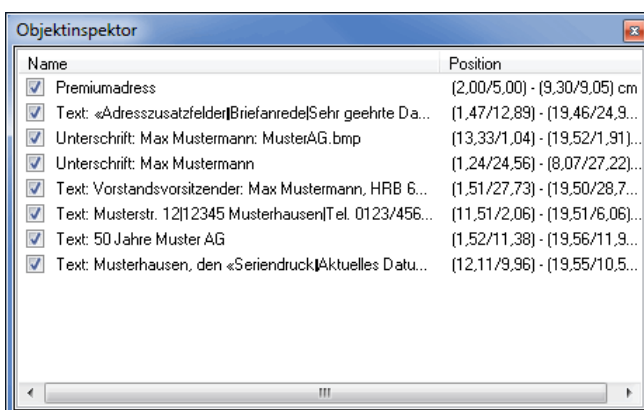 Objektinspektor
Name Position
Premiumadress (2,00/5,00) - (9,30/9,05) cm
Text: «Adresszusatzfelder|Briefanrede|Sehr geehrte Da... (1,47/12,89) - (19,46/24,9...
Unterschrift: Max Mustermann: MusterAG.bmp (13,33/1,04) - (19,52/1,91)...
Unterschrift: Max Mustermann (1,24/24,56) - (8,07/27,22)...
Text: Vorstandsvorsitzender: Max Mustermann, HRB 6... (1,51/27,73) - (19,50/28,7...
Text: Musterstr. 12|12345 Musterhausen|Tel. 0123/456... (11,51/2,06) - (19,51/6,06)...
Text: 50 Jahre Muster AG (1,52/11,38) - (19,56/11,9...
Text: Musterhausen, den «Seriendruck|Aktuelles Datu... (12,11/9,96) - (19,55/10,5...